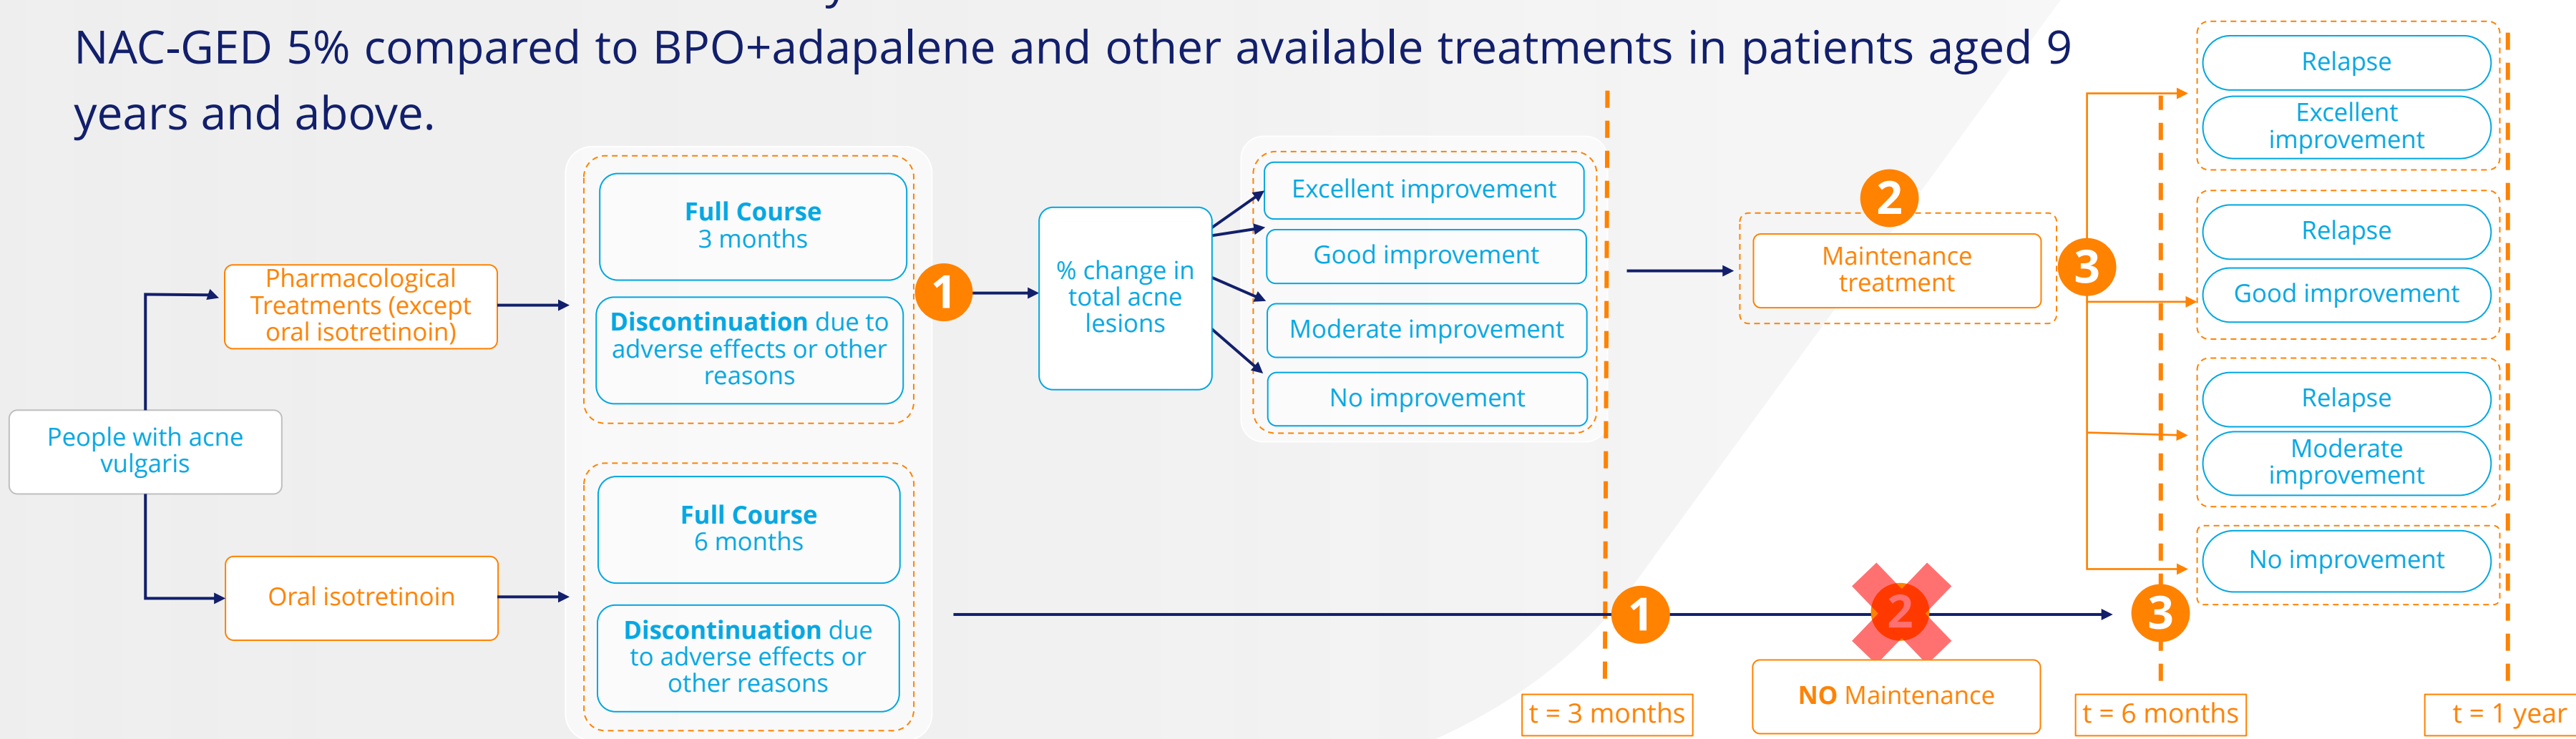 NAC-GED 5% compared to BPO+adapalene and other available treatments in patients aged 9
years and above.
People with acne
vulgaris
Pharmacological
Treatments (except
oral isotretinoin)
Oral isotretinoin
Full Course
3 months
Discontinuation due to
adverse effects or other
reasons
Full Course
6 months
Discontinuation due
to adverse effects or
other reasons
1
% change in
total acne
lesions
Excellent improvement
Good improvement
Moderate improvement
No improvement
2
Maintenance
treatment
3
Relapse
Excellent
improvement
Relapse
Good improvement
Relapse
Moderate
improvement
No improvement
1
2
3
NO Maintenance
t = 3 months
t = 6 months
t = 1 year